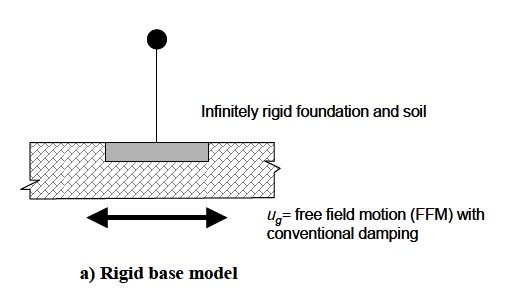 Infinitely rigid foundation and soil
ug= free field motion (FFM) with
conventional damping
a) Rigid base model